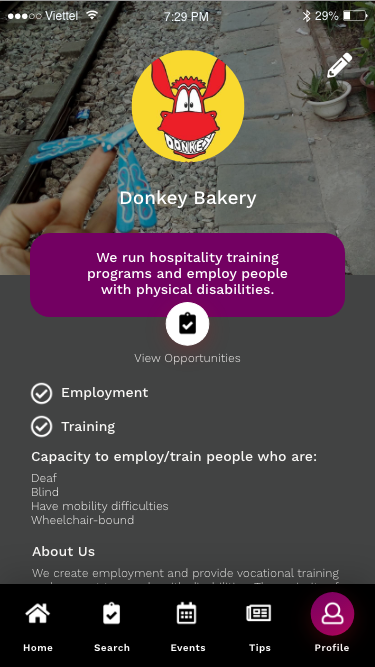 Viettel
7:29 PM
29%
DONKEY
Donkey Bakery
We run hospitality training
programs and employ people
with physical disabilities.
View Opportunities
Employment
Training
Capacity to employ/train people who are:
Deaf
Blind
Have mobility difficulties
Wheelchair-bound
About Us
We create employment and provide vocational training
Home Search Events Tips Profile